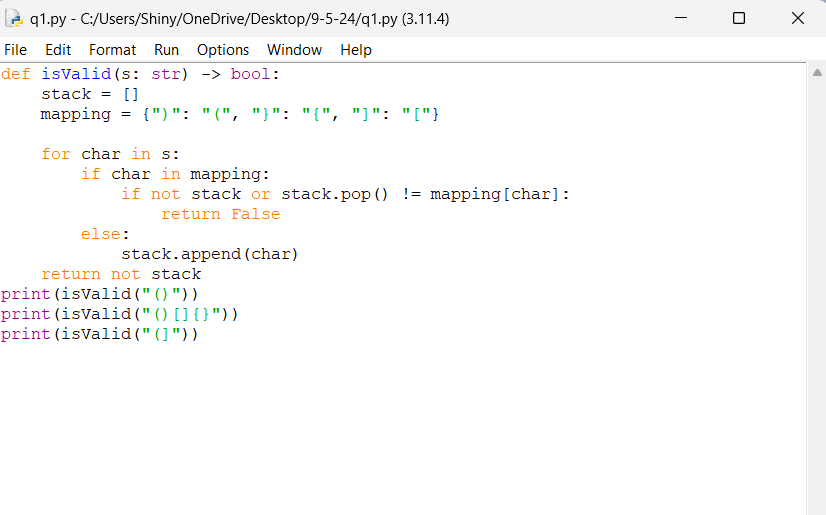 q1.py - C:/Users/Shiny/OneDrive/Desktop/9-5-24/q1.py (3.11.4)
File Edit Format Run Options Window Help
def isValid(s: str) -> bool:
    stack = []
    mapping = {")": "(", "}": "{", "]": "["}

    for char in s:
        if char in mapping:
            if not stack or stack.pop() != mapping[char]:
                return False
        else:
            stack.append(char)
    return not stack
print(isValid("()"))
print(isValid("()[]{}"))
print(isValid("(]"))